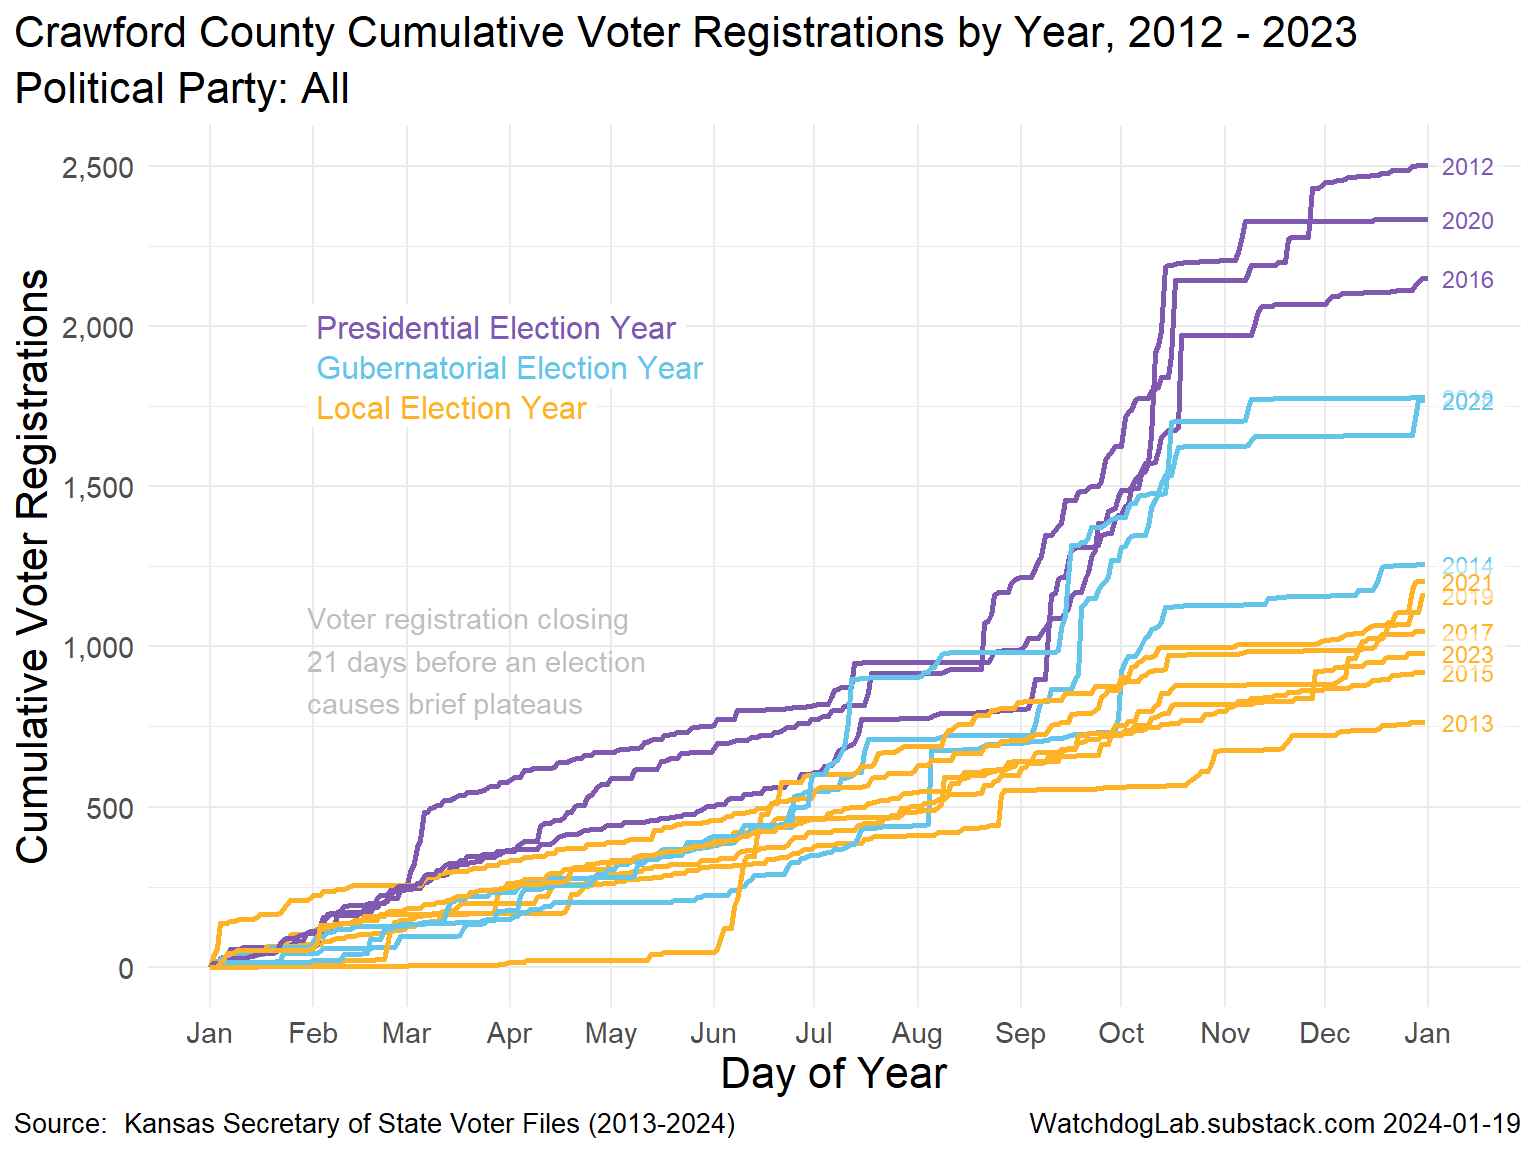 Crawford County Cumulative Voter Registrations by Year, 2012 - 2023
Political Party: All
Cumulative Voter Registrations
2,500
2,000
1,500
1,000
500
0
Presidential Election Year
Gubernatorial Election Year
Local Election Year
Voter registration closing
21 days before an election
causes brief plateaus
2012
2020
2016
2022
2014
2021
2019
2017
2023
2015
2013
Jan Feb Mar Apr May Jun Jul Aug Sep Oct Nov Dec Jan
Day of Year
Source:  Kansas Secretary of State Voter Files (2013-2024)
WatchdogLab.substack.com 2024-01-19